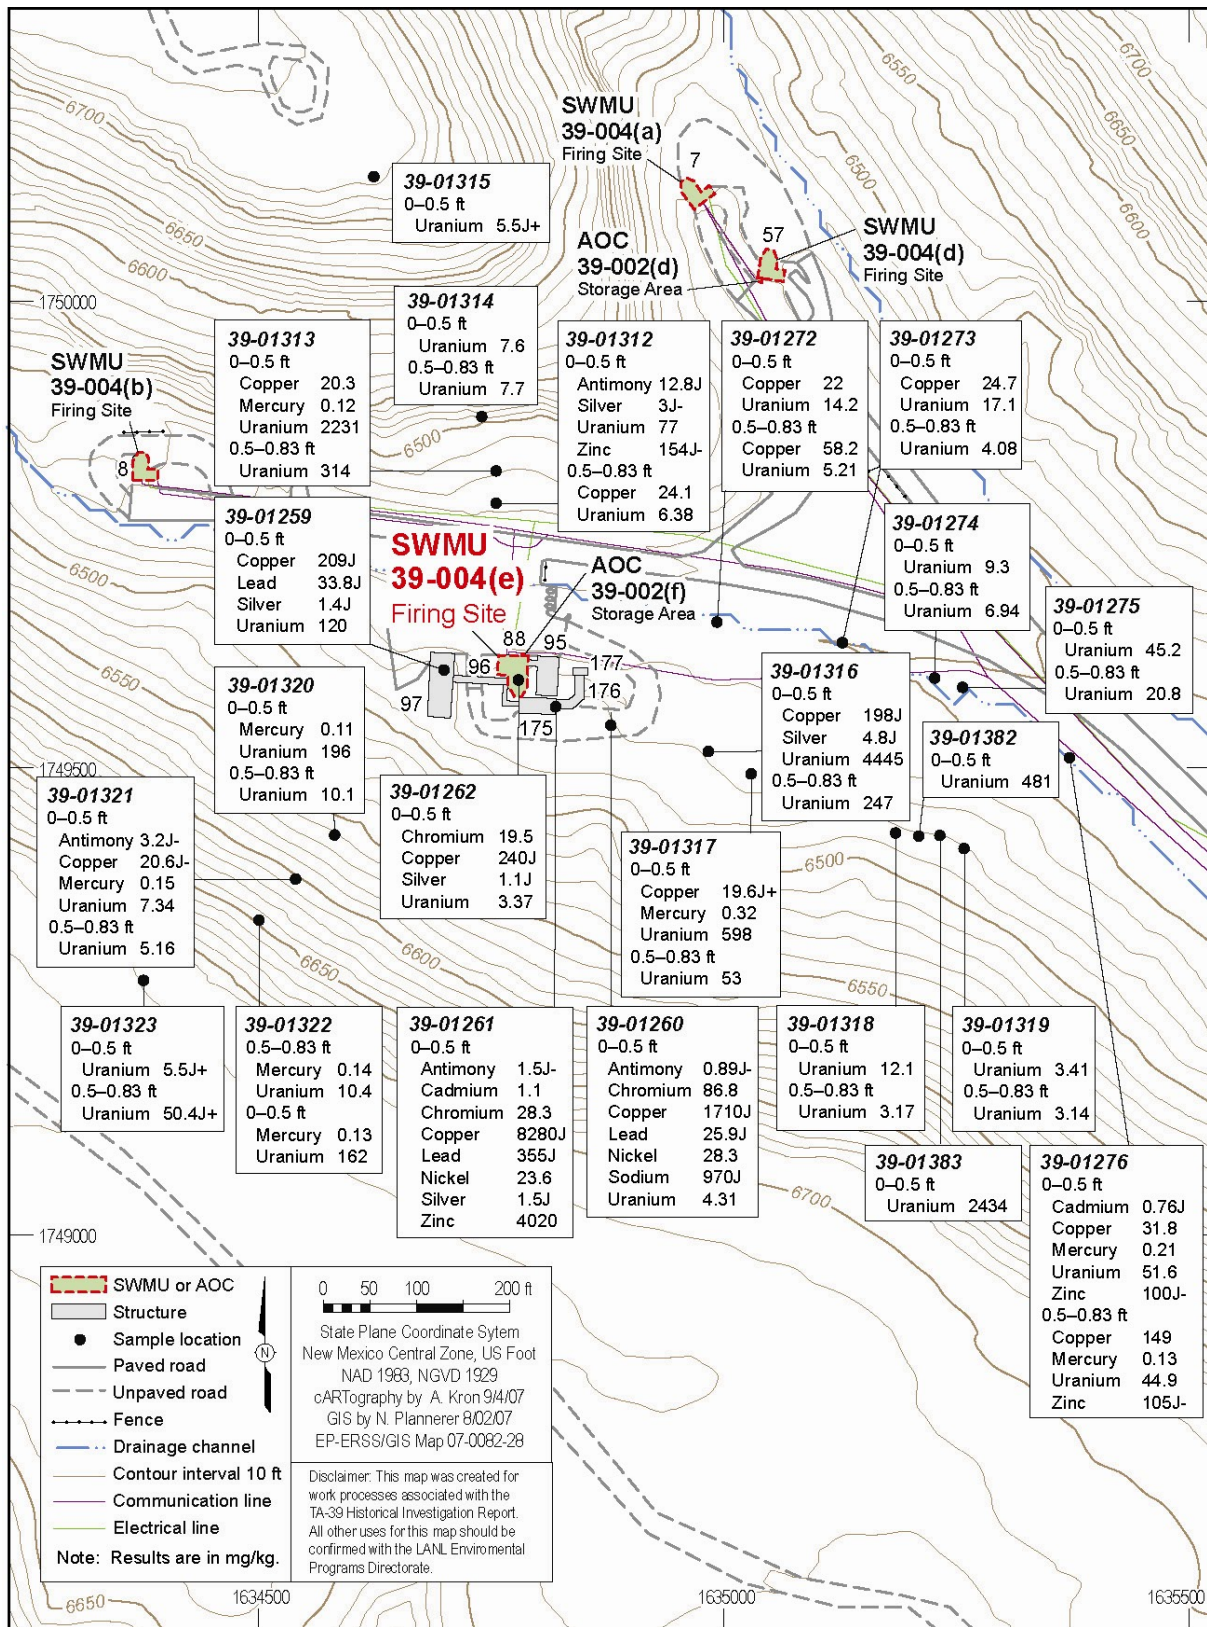 6700
6650
6600
6550
6500
6700
6650
6600
SWMU
39-004(a)
Firing Site
7
57
SWMU
39-004(d)
Firing Site
AOC
39-002(d)
Storage Area
39-01315
0–0.5 ft
Uranium 5.5J+
1750000
39-01314
0–0.5 ft
Uranium 7.6
0.5–0.83 ft
Uranium 7.7
39-01313
0–0.5 ft
Copper 20.3
Mercury 0.12
Uranium 2231
0.5–0.83 ft
Uranium 314
39-01312
0–0.5 ft
Antimony 12.8J
Silver 3J-
Uranium 77
Zinc 154J-
0.5–0.83 ft
Copper 24.1
Uranium 6.38
39-01272
0–0.5 ft
Copper 22
Uranium 14.2
0.5–0.83 ft
Copper 58.2
Uranium 5.21
39-01273
0–0.5 ft
Copper 24.7
Uranium 17.1
0.5–0.83 ft
Uranium 4.08
SWMU
39-004(b)
Firing Site
8
6500
39-01259
0–0.5 ft
Copper 209J
Lead 33.8J
Silver 1.4J
Uranium 120
SWMU
39-004(e)
Firing Site
AOC
39-002(f)
Storage Area
39-01274
0–0.5 ft
Uranium 9.3
0.5–0.83 ft
Uranium 6.94
39-01275
0–0.5 ft
Uranium 45.2
0.5–0.83 ft
Uranium 20.8
6500
88
95
96
177
176
97
175
6550
39-01320
0–0.5 ft
Mercury 0.11
Uranium 196
0.5–0.83 ft
Uranium 10.1
39-01316
0–0.5 ft
Copper 198J
Silver 4.8J
Uranium 4445
0.5–0.83 ft
Uranium 247
39-01382
0–0.5 ft
Uranium 481
1749500
39-01321
0–0.5 ft
Antimony 3.2J-
Copper 20.6J-
Mercury 0.15
Uranium 7.34
0.5–0.83 ft
Uranium 5.16
39-01262
0–0.5 ft
Chromium 19.5
Copper 240J
Silver 1.1J
Uranium 3.37
39-01317
0–0.5 ft
Copper 19.6J+
Mercury 0.32
Uranium 598
0.5–0.83 ft
Uranium 53
6500
6600
6650
6550
39-01323
0–0.5 ft
Uranium 5.5J+
0.5–0.83 ft
Uranium 50.4J+
39-01322
0.5–0.83 ft
Mercury 0.14
Uranium 10.4
0–0.5 ft
Mercury 0.13
Uranium 162
39-01261
0–0.5 ft
Antimony 1.5J-
Cadmium 1.1
Chromium 28.3
Copper 8280J
Lead 355J
Nickel 23.6
Silver 1.5J
Zinc 4020
39-01260
0–0.5 ft
Antimony 0.89J-
Chromium 86.8
Copper 1710J
Lead 25.9J
Nickel 28.3
Sodium 970J
Uranium 4.31
39-01318
0–0.5 ft
Uranium 12.1
0.5–0.83 ft
Uranium 3.17
39-01319
0–0.5 ft
Uranium 3.41
0.5–0.83 ft
Uranium 3.14
39-01383
0–0.5 ft
Uranium 2434
39-01276
0–0.5 ft
Cadmium 0.76J
Copper 31.8
Mercury 0.21
Uranium 51.6
Zinc 100J-
0.5–0.83 ft
Copper 149
Mercury 0.13
Uranium 44.9
Zinc 105J-
6700
1749000
SWMU or AOC
Structure
Sample location
Paved road
Unpaved road
Fence
Drainage channel
Contour interval 10 ft
Communication line
Electrical line
Note: Results are in mg/kg.
N
0 50 100 200 ft
State Plane Coordinate Sytem
New Mexico Central Zone, US Foot
NAD 1983, NGVD 1929
cARTography by A. Kron 9/4/07
GIS by N. Plannerer 8/02/07
EP-ERSS/GIS Map 07-0082-28
Disclaimer: This map was created for
work processes associated with the
TA-39 Historical Investigation Report.
All other uses for this map should be
confirmed with the LANL Enviromental
Programs Directorate.
6650
1634500
1635000
1635500